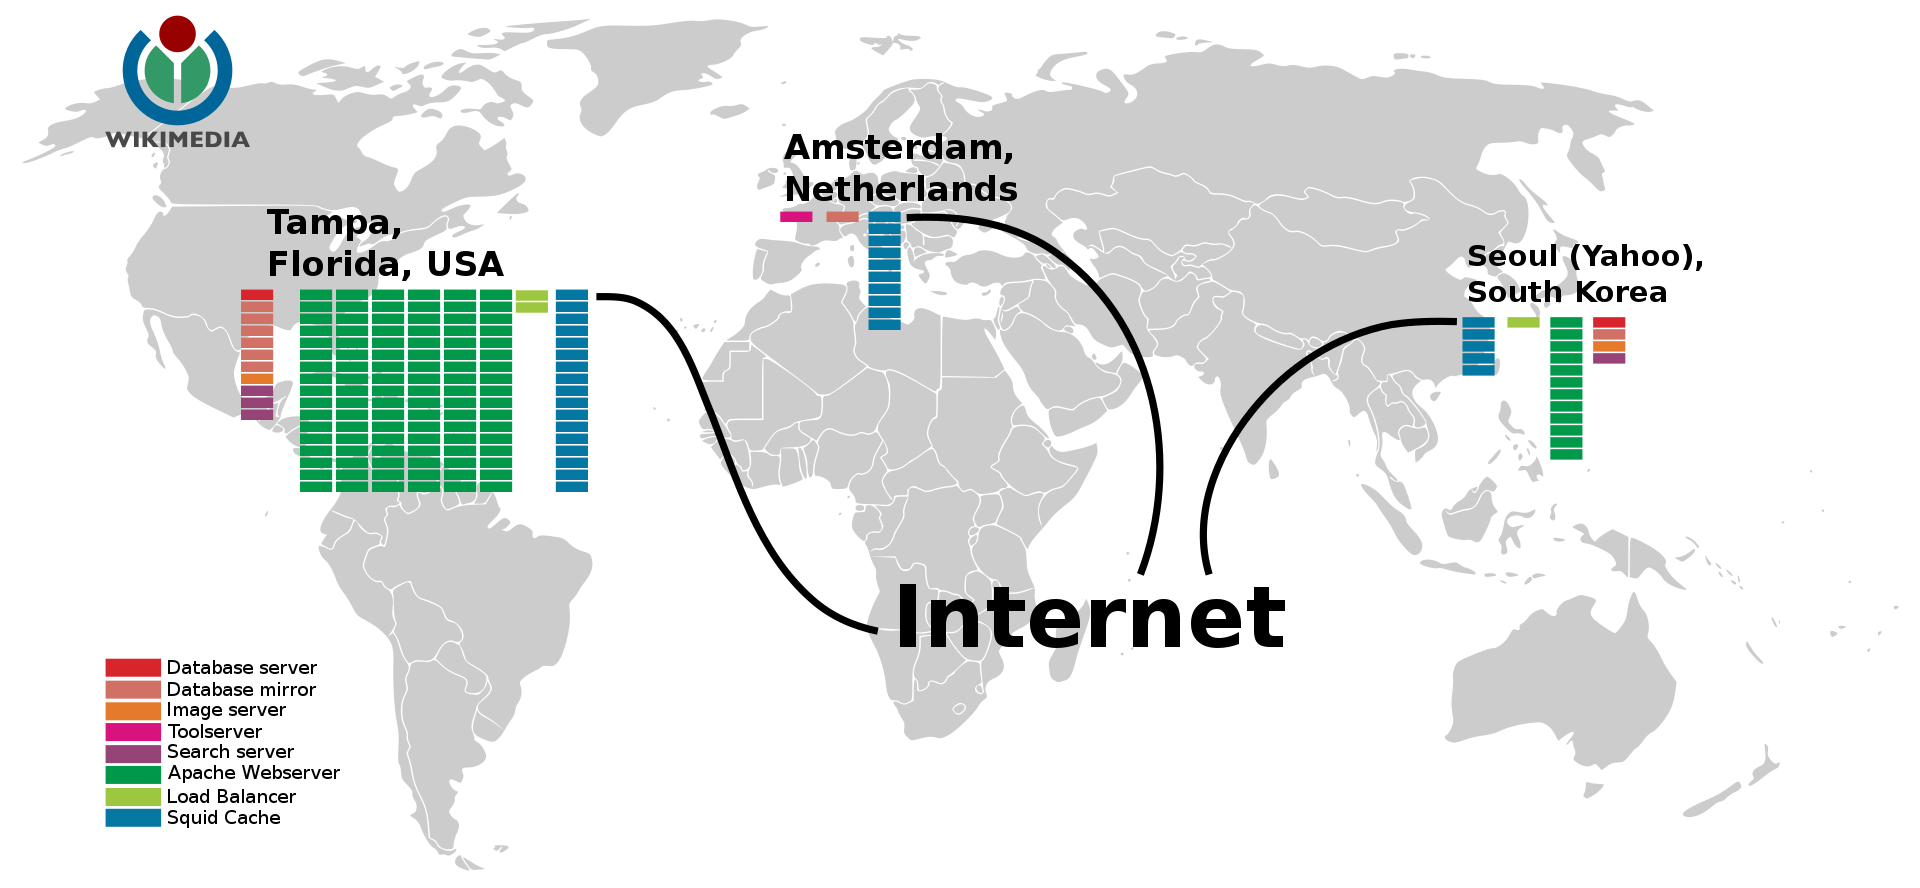 WIKIMEDIA
Amsterdam,
Netherlands
Tampa,
Florida, USA
Seoul (Yahoo),
South Korea
Internet
Database server
Database mirror
Image server
Toolserver
Search server
Apache Webserver
Load Balancer
Squid Cache